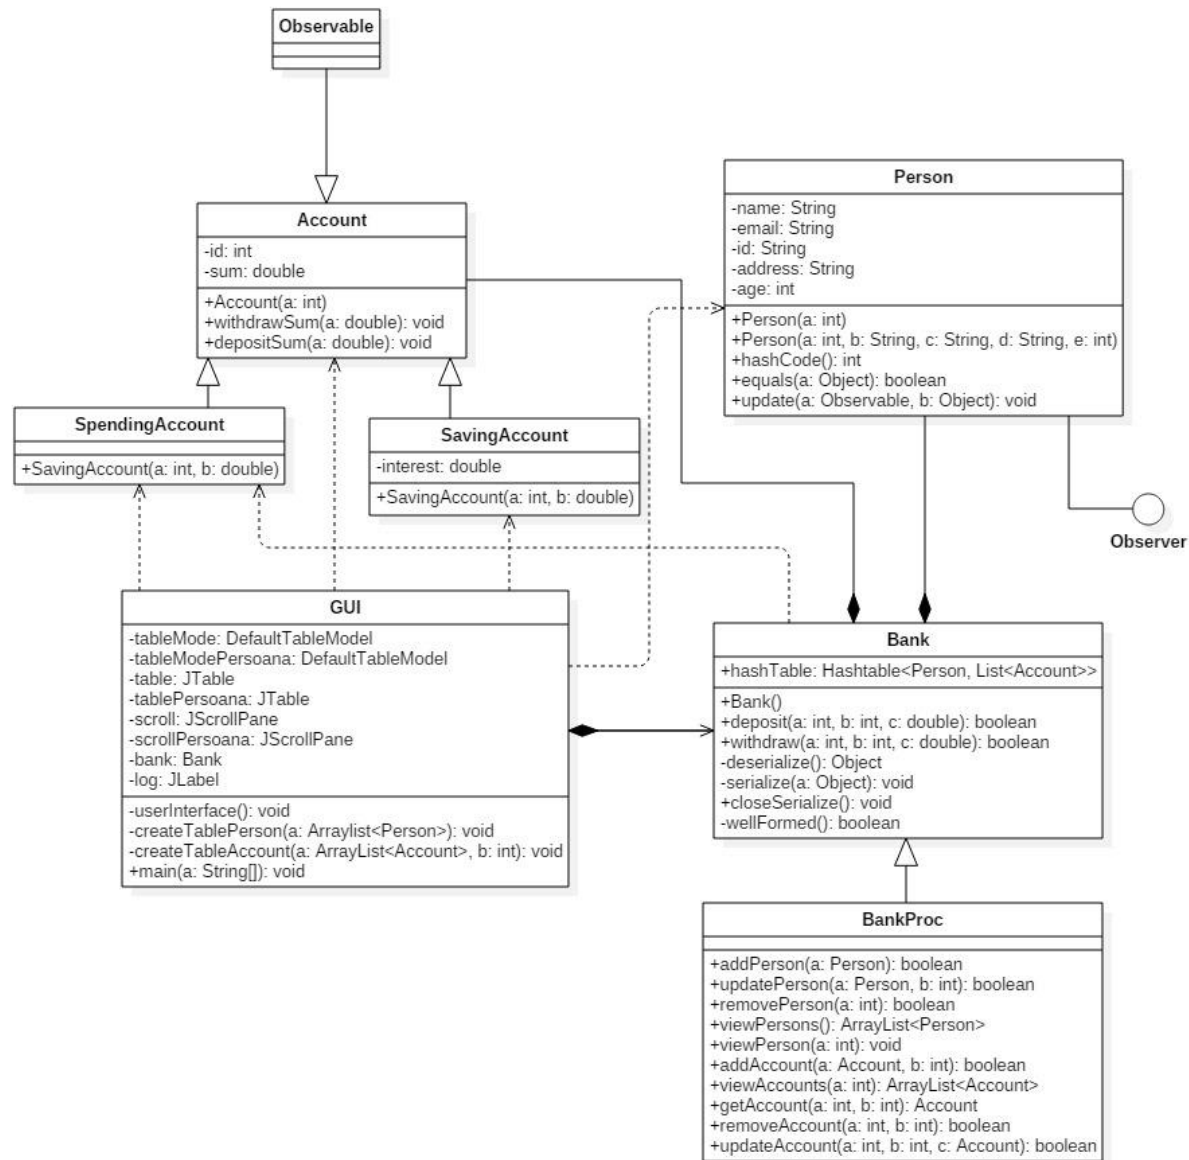 Observable
Account
-id: int
-sum: double
+Account(a: int)
+withdrawSum(a: double): void
+depositSum(a: double): void
Person
-name: String
-email: String
-id: String
-address: String
-age: int
+Person(a: int)
+Person(a: int, b: String, c: String, d: String, e: int)
+hashCode(): int
+equals(a: Object): boolean
+update(a: Observable, b: Object): void
SpendingAccount
+SavingAccount(a: int, b: double)
SavingAccount
-interest: double
+SavingAccount(a: int, b: double)
Observer
GUI
-tableMode: DefaultTableModel
-tableModePersoana: DefaultTableModel
-table: JTable
-tablePersoana: JTable
-scroll: JScrollPane
-scrollPersoana: JScrollPane
-bank: Bank
-log: JLabel
-userInterface(): void
-createTablePerson(a: Arraylist<Person>): void
-createTableAccount(a: ArrayList<Account>, b: int): void
+main(a: String[]): void
Bank
+hashTable: Hashtable<Person, List<Account>>
+Bank()
+deposit(a: int, b: int, c: double): boolean
+withdraw(a: int, b: int, c: double): boolean
-deserialize(): Object
-serialize(a: Object): void
+closeSerialize(): void
-wellFormed(): boolean
BankProc
+addPerson(a: Person): boolean
+updatePerson(a: Person, b: int): boolean
+removePerson(a: int): boolean
+viewPersons(): ArrayList<Person>
+viewPerson(a: int): void
+addAccount(a: Account, b: int): boolean
+viewAccounts(a: int): ArrayList<Account>
+getAccount(a: int, b: int): Account
+removeAccount(a: int, b: int): boolean
+updateAccount(a: int, b: int, c: Account): boolean